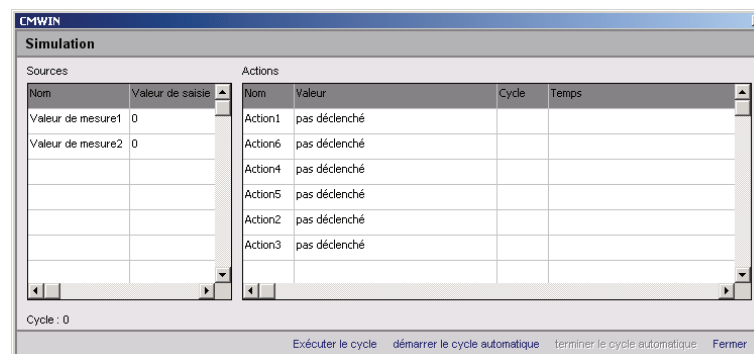 CMWIN
Simulation
Sources
Nom Valeur de saisie
Valeur de mesure1 0
Valeur de mesure2 0
Actions
Nom Valeur Cycle Temps
Action1 pas déclenché
Action6 pas déclenché
Action4 pas déclenché
Action5 pas déclenché
Action2 pas déclenché
Action3 pas déclenché
Cycle : 0
Exécuter le cycle démarrer le cycle automatique terminer le cycle automatique Fermer